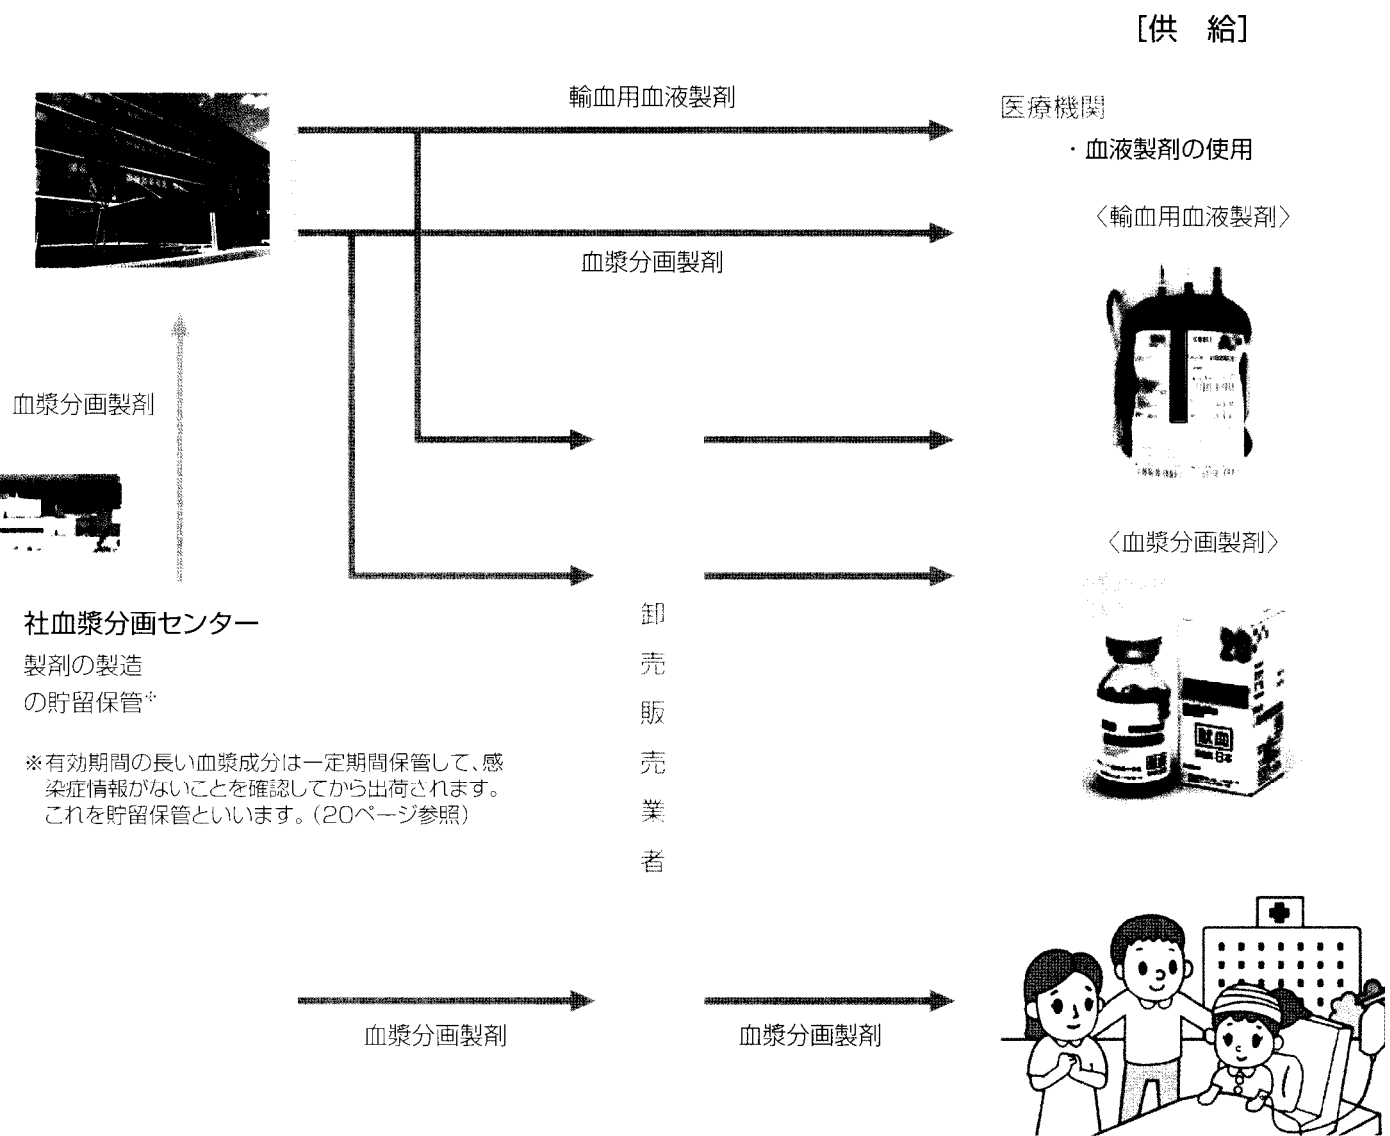 [供　給]
輸血用血液製剤
医療機関
・血液製剤の使用
〈輸血用血液製剤〉
血漿分画製剤
血漿分画製剤
〈血漿分画製剤〉
社血漿分画センター
製剤の製造
の貯留保管※
※有効期間の長い血漿成分は一定期間保管して、感
染症情報がないことを確認してから出荷されます。
これを貯留保管といいます。（20ページ参照）
卸
売
販
売
業
者
献血
日本
血漿分画製剤
血漿分画製剤